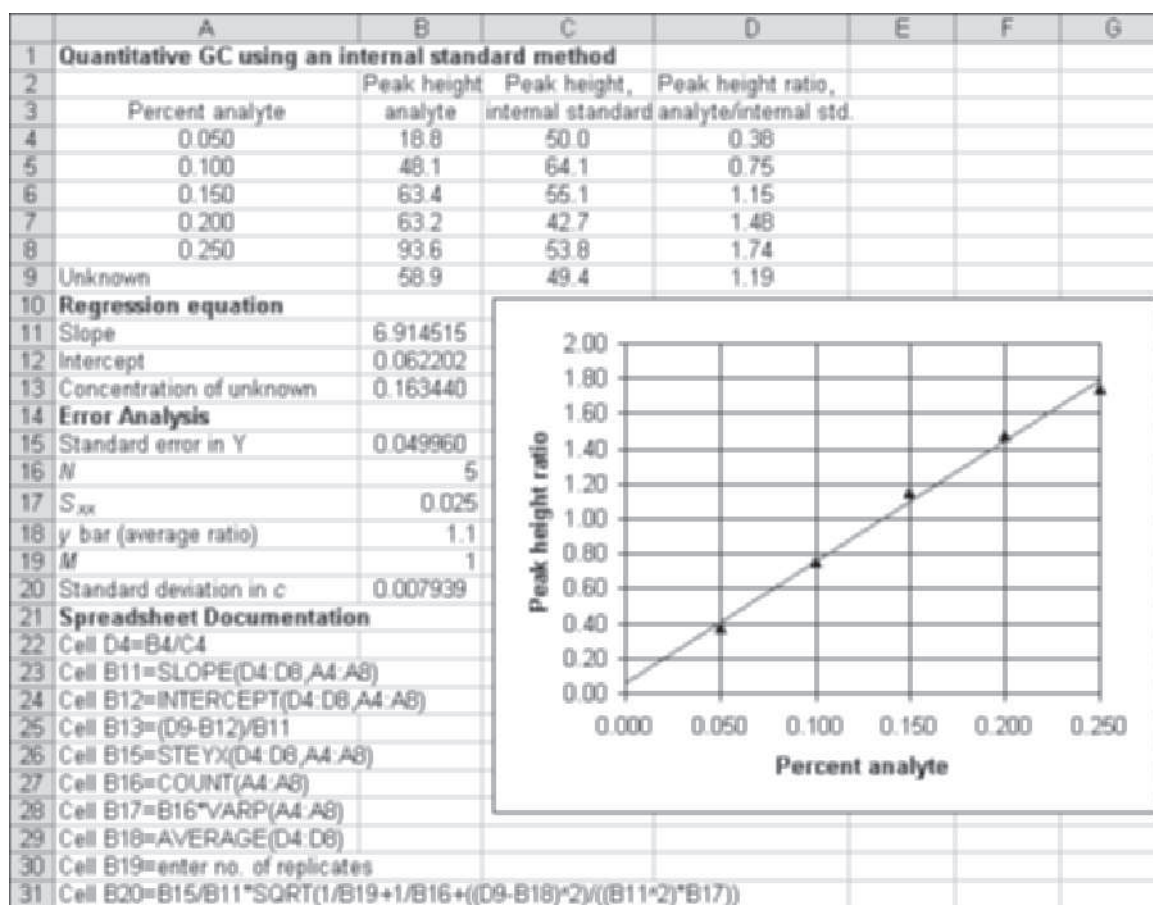 A B C D E F G
1 Quantitative GC using an internal standard method
2 Peak height Peak height, Peak height ratio,
3 Percent analyte analyte internal standard analyte/internal std.
4 0.050 18.8 50.0 0.38
5 0.100 48.1 64.1 0.75
6 0.150 63.4 55.1 1.15
7 0.200 63.2 42.7 1.48
8 0.250 93.6 53.8 1.74
9 Unknown 58.9 49.4 1.19
10 Regression equation
11 Slope 6.914515
12 Intercept 0.062202
13 Concentration of unknown 0.163440
14 Error Analysis
15 Standard error in Y 0.049960
16 N 5
17 Sxx 0.025
18 y bar (average ratio) 1.1
19 M 1
20 Standard deviation in c 0.007939
21 Spreadsheet Documentation
22 Cell D4=B4/C4
23 Cell B11=SLOPE(D4:D8,A4:A8)
24 Cell B12=INTERCEPT(D4:D8,A4:A8)
25 Cell B13=(D9-B12)/B11
26 Cell B15=STEYX(D4:D8,A4:A8)
27 Cell B16=COUNT(A4:A8)
28 Cell B17=B16*VARP(A4:A8)
29 Cell B18=AVERAGE(D4:D8)
30 Cell B19=enter no. of replicates
31 Cell B20=B15/B11*SQRT(1/B19+1/B16+((D9-B18)^2)/((B11^2)*B17))
Peak height ratio
2.00
1.80
1.60
1.40
1.20
1.00
0.80
0.60
0.40
0.20
0.00
0.000 0.050 0.100 0.150 0.200 0.250
Percent analyte